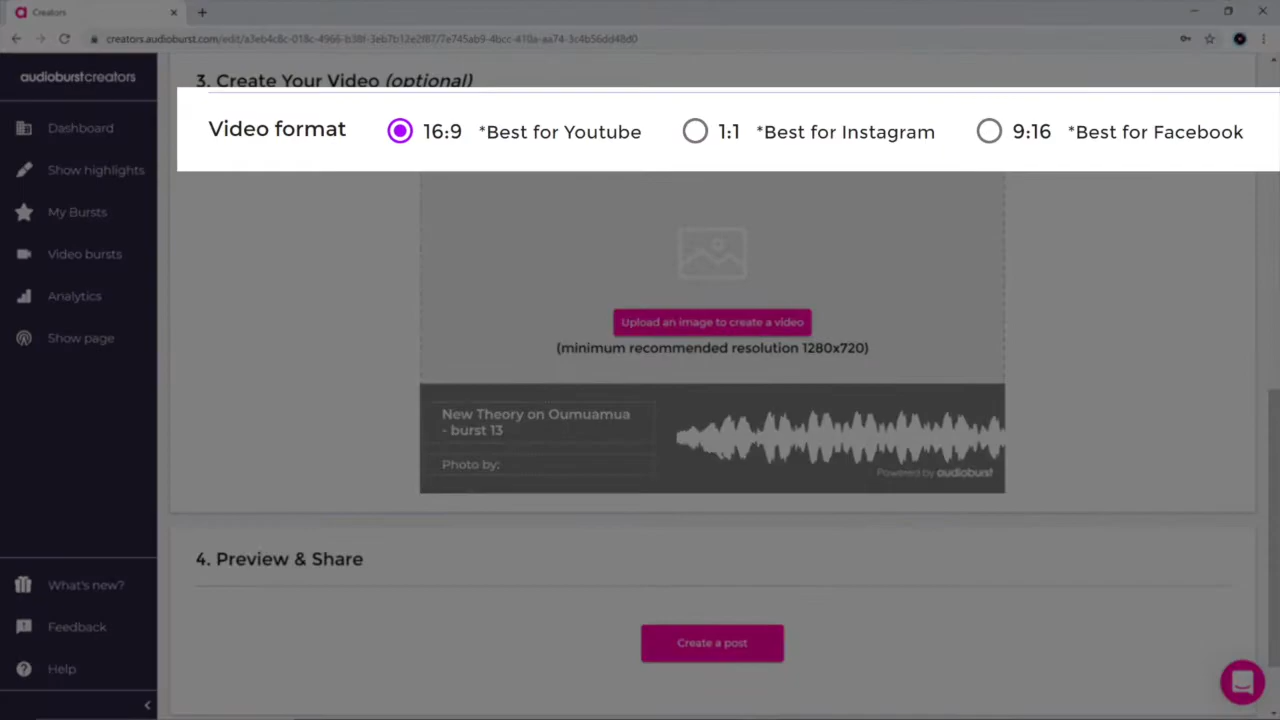 Creators
creators.audioburst.com/edit/a3eb4c8c-018c-4966-b38f-3eb7b12e2f87/7e745ab9-4bcc-410a-aa74-3c4b56dd48d0
audioburstcreators
Dashboard
Show highlights
My Bursts
Video bursts
Analytics
Show page
What's new?
Feedback
Help
3. Create Your Video (optional)
Video format 16:9 *Best for Youtube 1:1 *Best for Instagram 9:16 *Best for Facebook
Upload an image to create a video
(minimum recommended resolution 1280x720)
New Theory on Oumuamua
- burst 13
Photo by:
Powered by audioburst
4. Preview & Share
Create a post